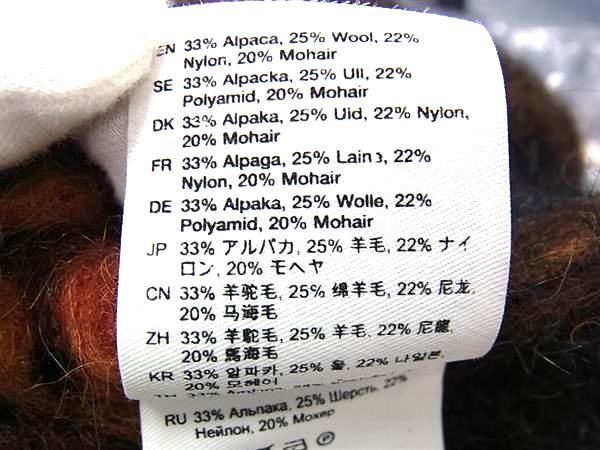 EN 33% Alpaca, 25% Wool, 22%
Nylon, 20% Mohair
SE 33% Alpacka, 25% Ull, 22%
Polyamid, 20% Mohair
DK 33% Alpaka, 25% Uld, 22% Nylon,
20% Mohair
FR 33% Alpaga, 25% Laine, 22%
Nylon, 20% Mohair
DE 33% Alpaka, 25% Wolle, 22%
Polyamid, 20% Mohair
JP 33% アルパカ, 25% 羊毛, 22% ナイ
ロン, 20% モヘヤ
CN 33% 羊驼毛, 25% 绵羊毛, 22% 尼龙,
20% 马海毛
ZH 33% 羊駝毛, 25% 羊毛, 22% 尼龍,
20% 馬海毛
KR 33% 알파카, 25% 울, 22% 나일론,
20% 모헤어
RU 33% Альпака, 25% Шерсть, 22%
Нейлон, 20% Мохер